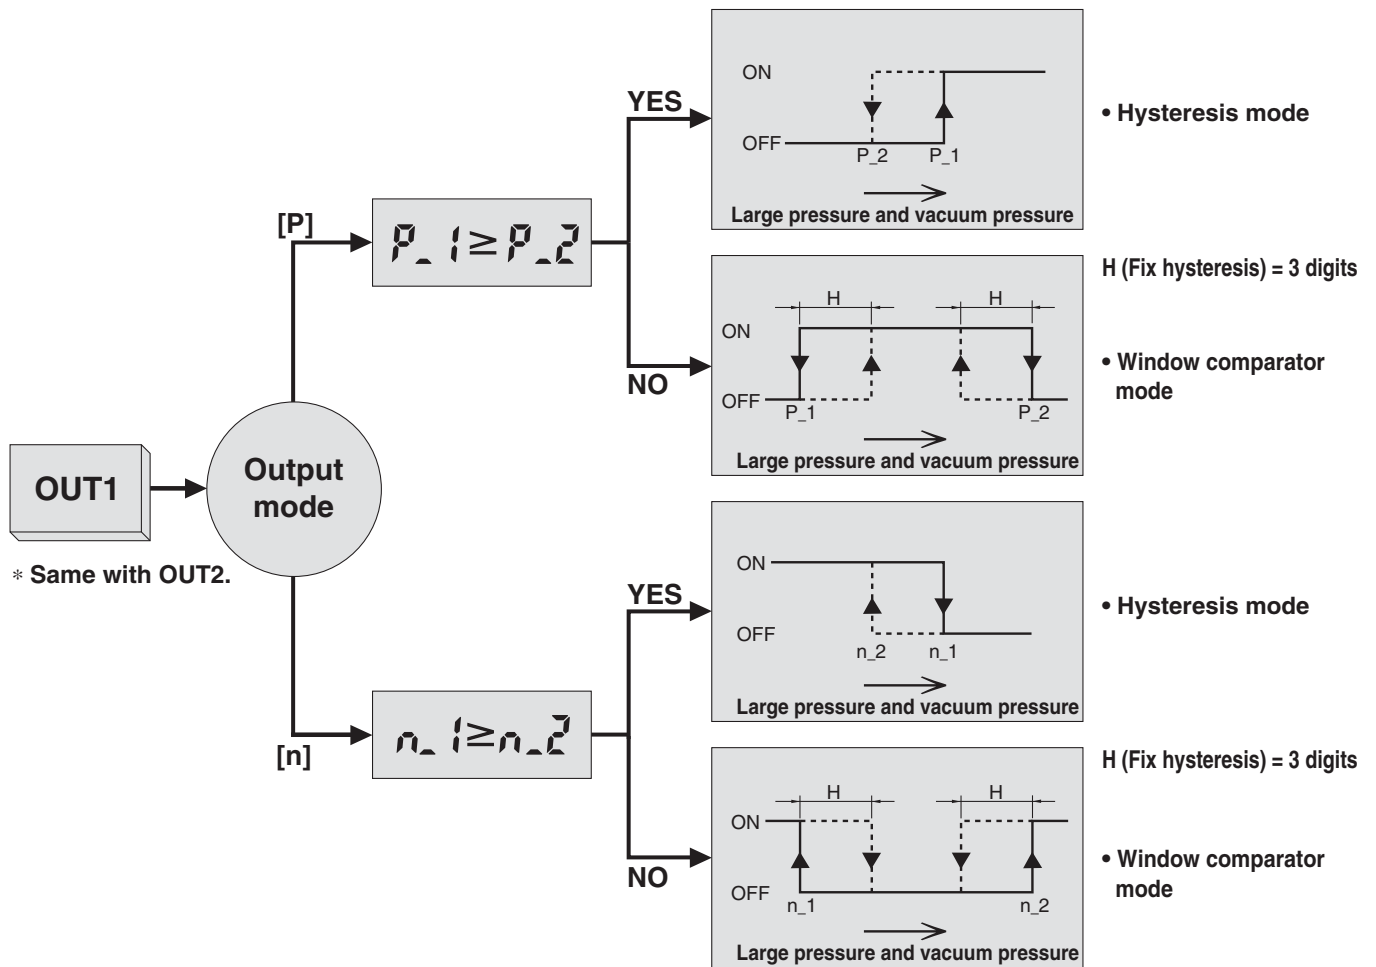 OUT1
∗ Same with OUT2.
Output
mode
[P]
P_1≥P_2
YES
ON
OFF
P_2 P_1
Large pressure and vacuum pressure
• Hysteresis mode
NO
H H
ON
OFF
P_1 P_2
Large pressure and vacuum pressure
H (Fix hysteresis) = 3 digits
• Window comparator
mode
[n]
n_1≥n_2
YES
ON
OFF
n_2 n_1
Large pressure and vacuum pressure
• Hysteresis mode
NO
H H
ON
OFF
n_1 n_2
Large pressure and vacuum pressure
H (Fix hysteresis) = 3 digits
• Window comparator
mode